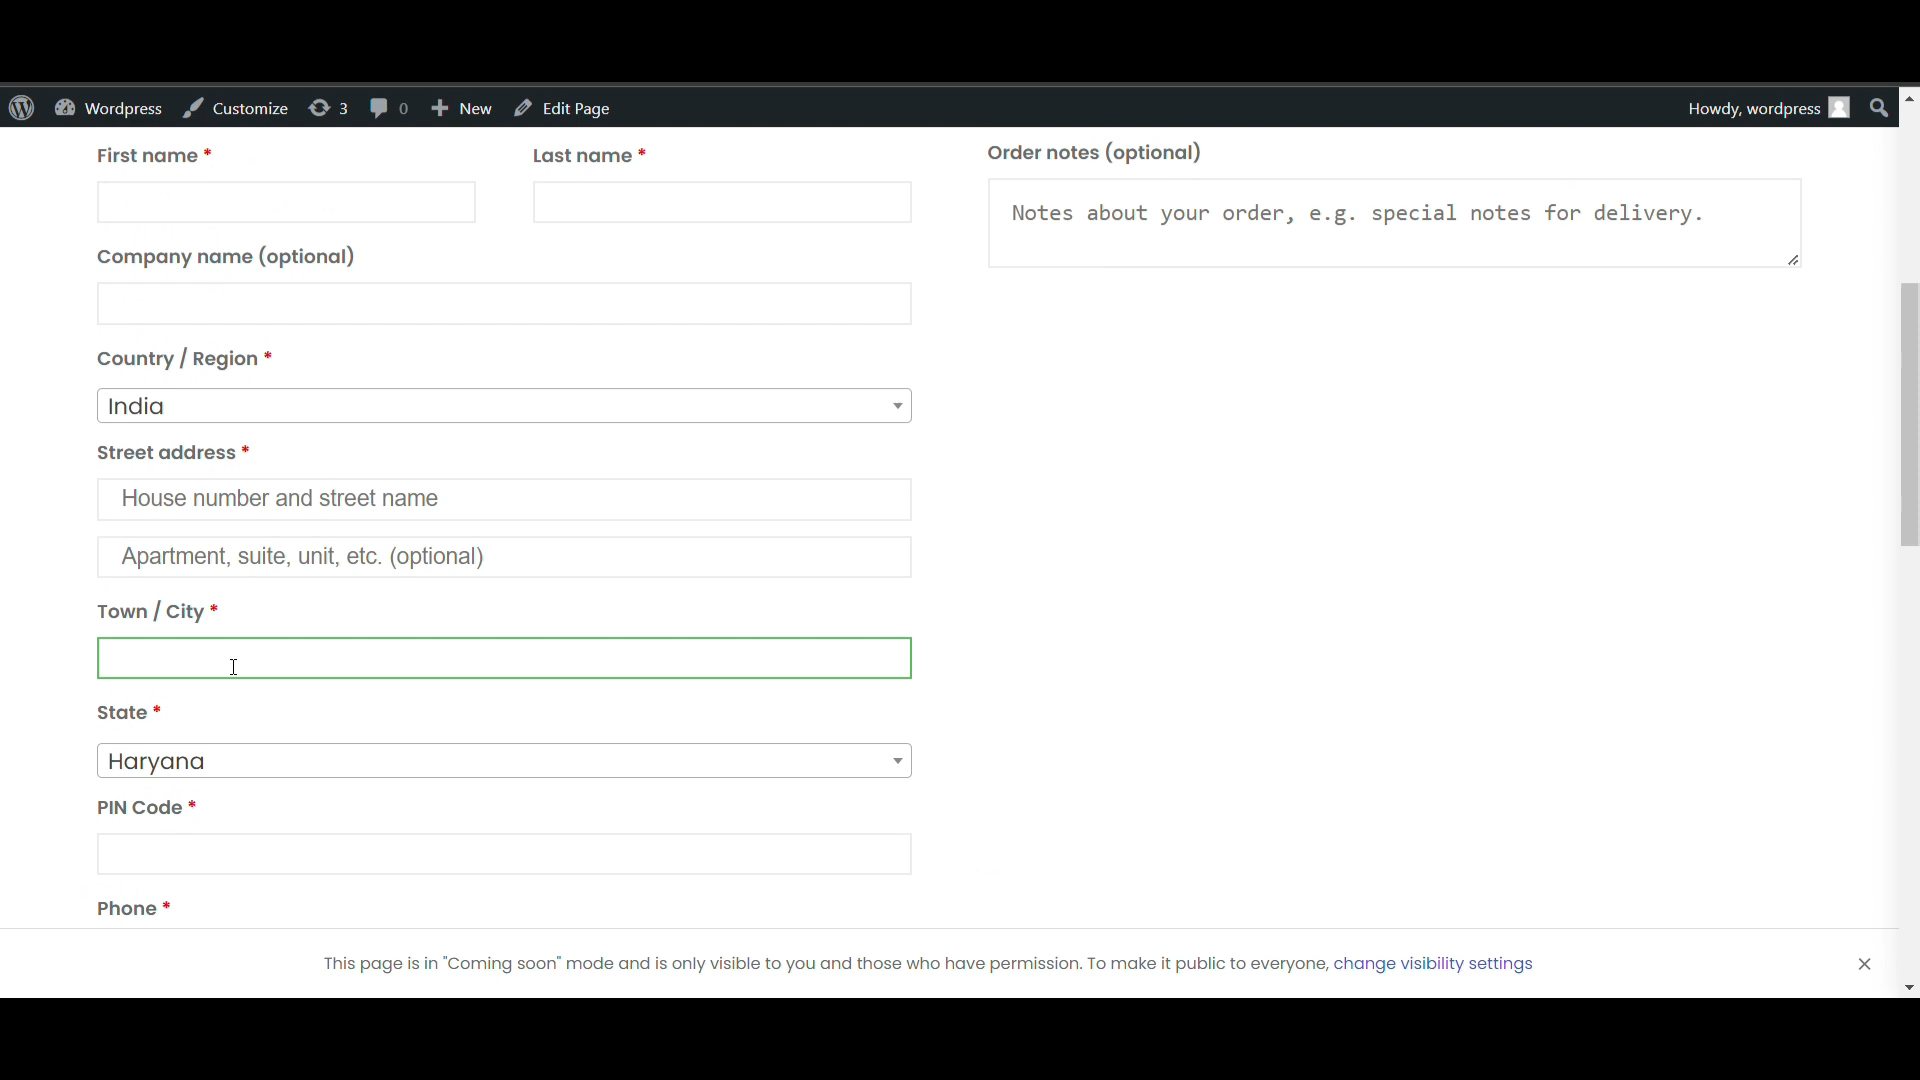 Wordpress Customize 3 0 New Edit Page Howdy, wordpress
First name * Last name *
Order notes (optional)
Notes about your order, e.g. special notes for delivery.
Company name (optional)
Country / Region *
India
Street address *
House number and street name
Apartment, suite, unit, etc. (optional)
Town / City *
State *
Haryana
PIN Code *
Phone *
This page is in "Coming soon" mode and is only visible to you and those who have permission. To make it public to everyone, change visibility settings